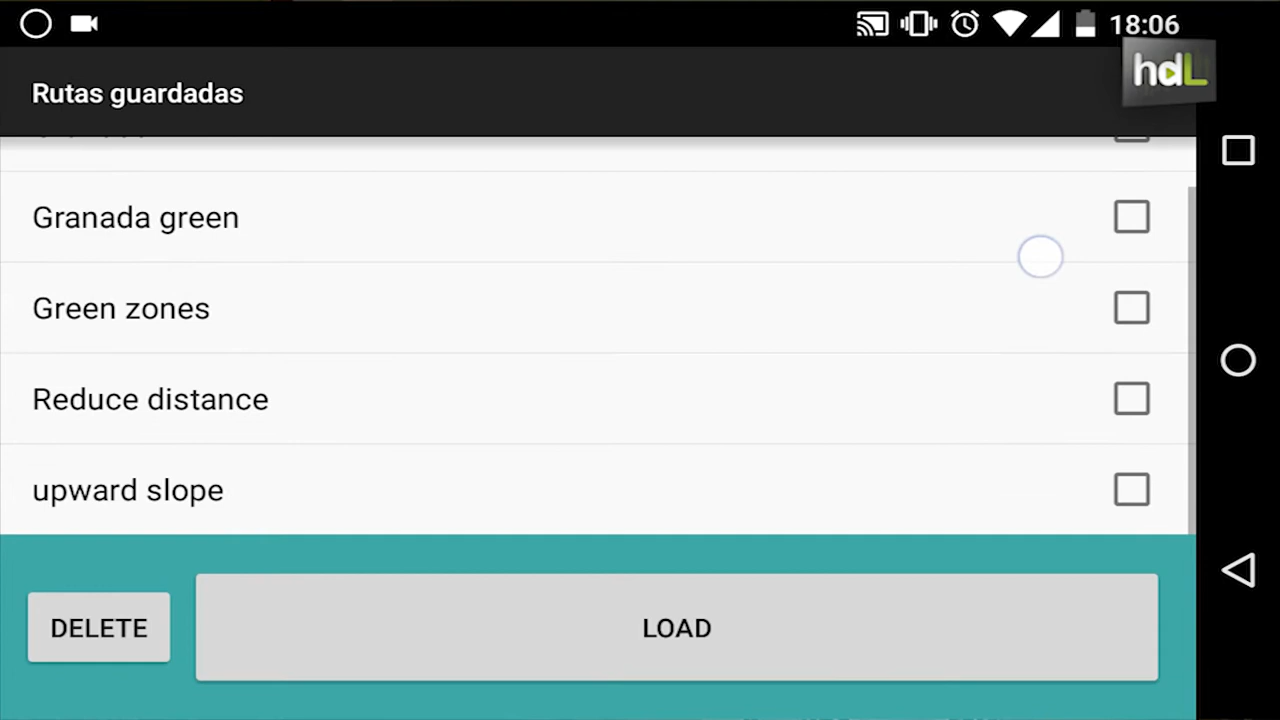 18:06
hdL
Rutas guardadas
Granada green
Green zones
Reduce distance
upward slope
DELETE
LOAD